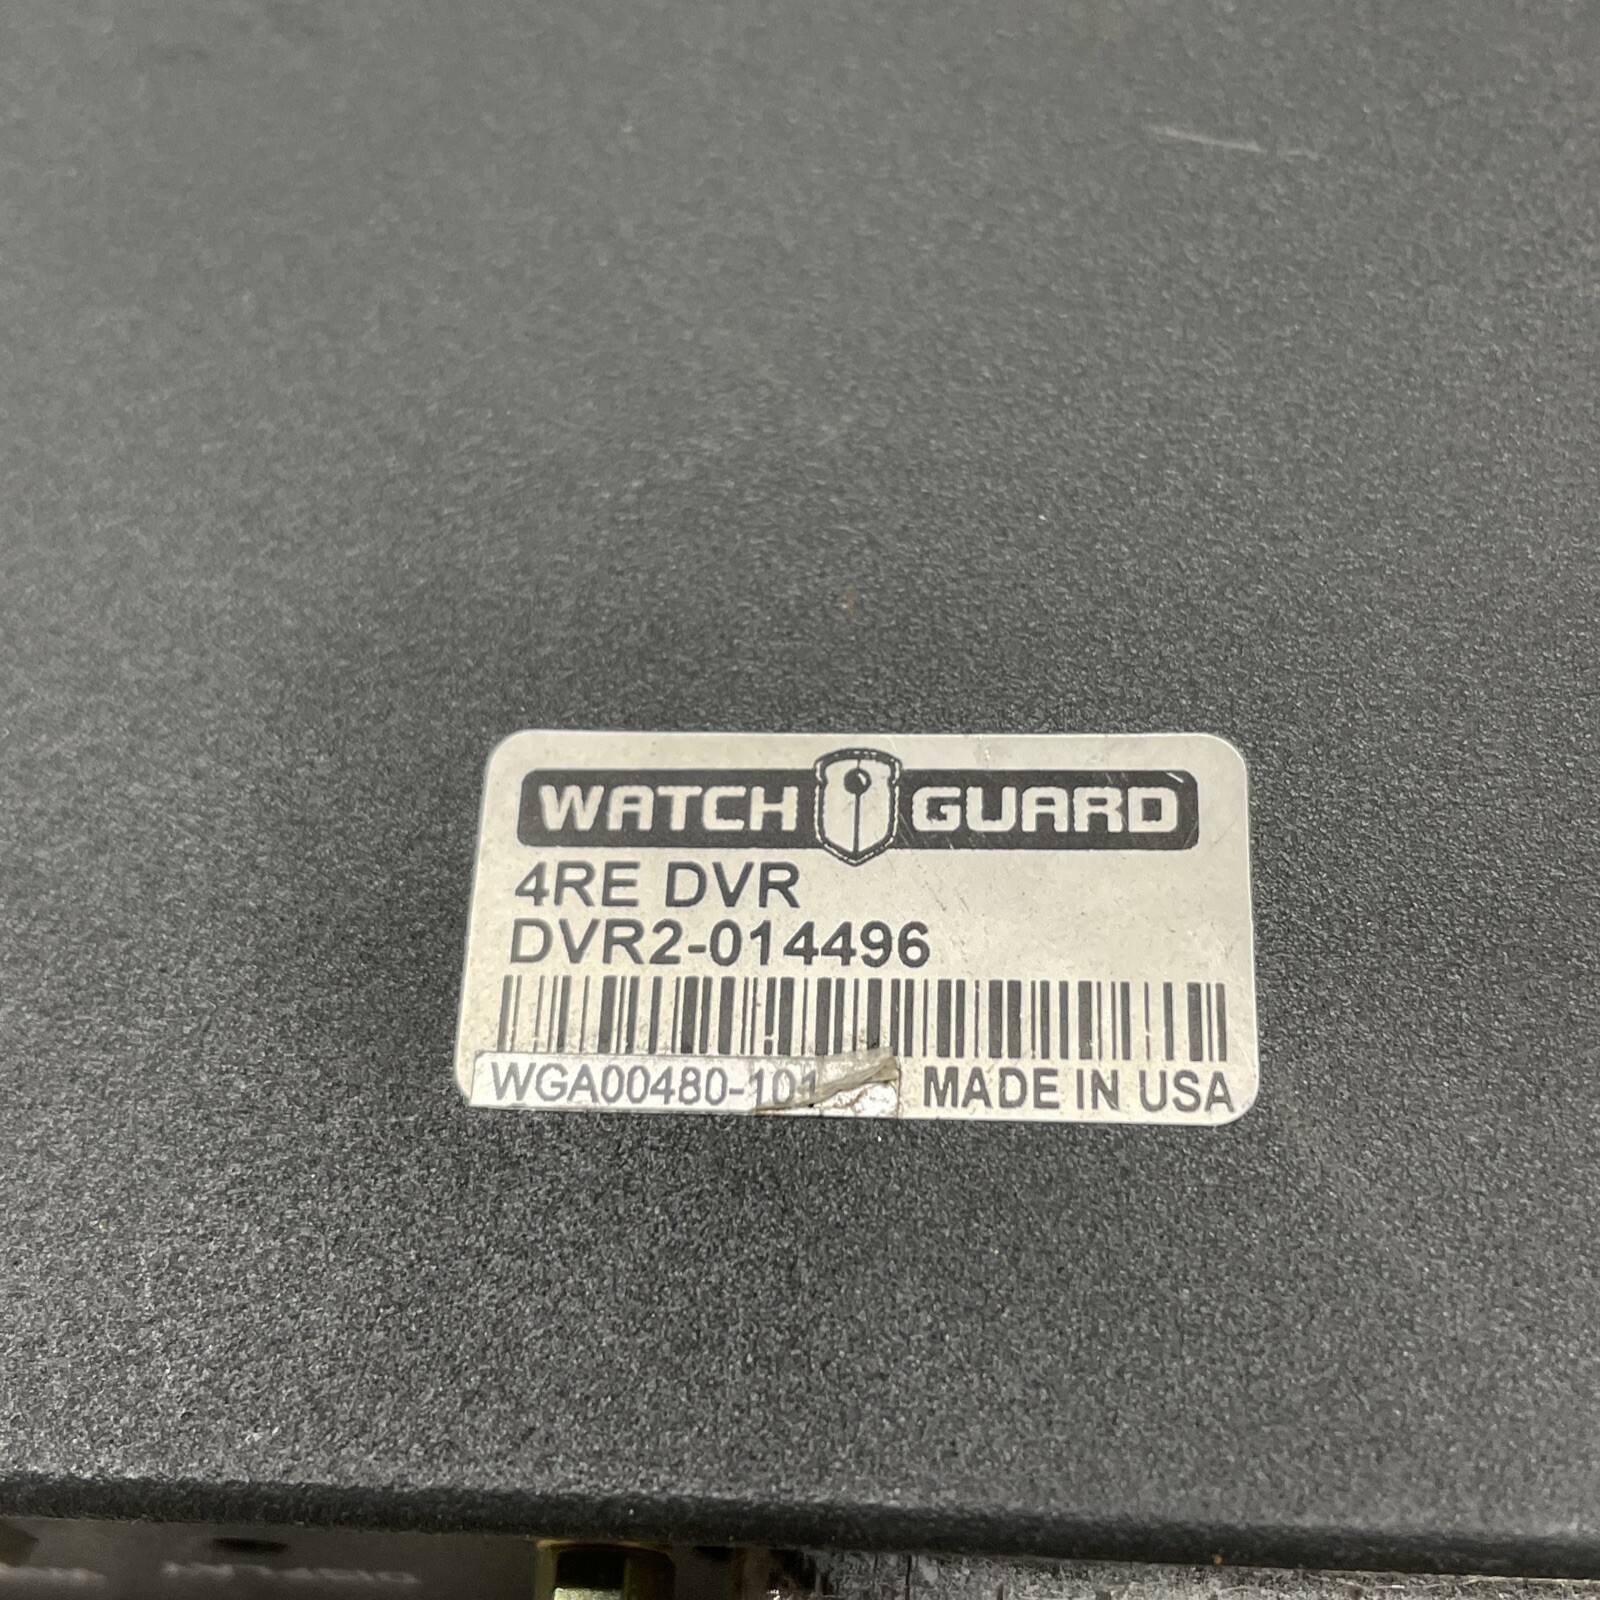 WATCH GUARD
4RE DVR
DVR2-014496
WGA00480-101 MADE IN USA